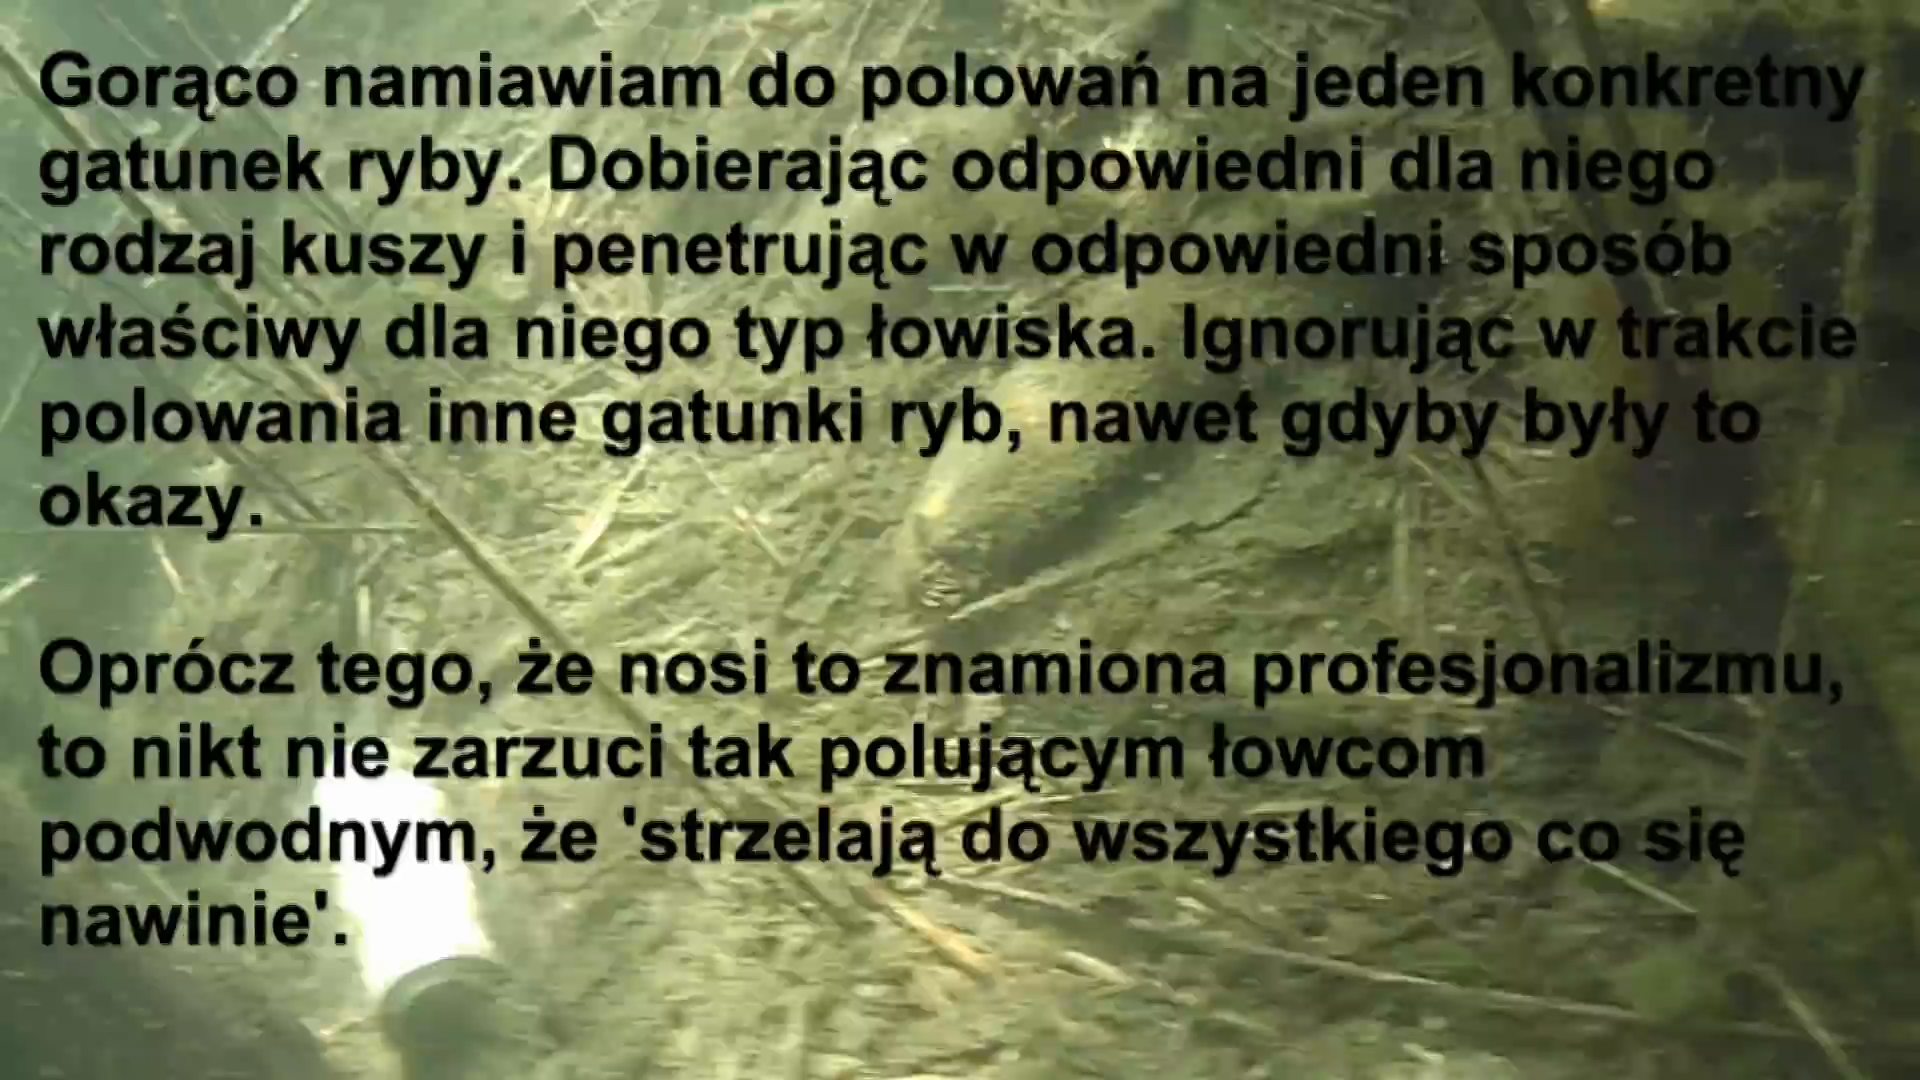 Gorąco namiawiam do polowań na jeden konkretny
gatunek ryby. Dobierając odpowiedni dla niego
rodzaj kuszy i penetrując w odpowiedni sposób
właściwy dla niego typ łowiska. Ignorując w trakcie
polowania inne gatunki ryb, nawet gdyby były to
okazy.
Oprócz tego, że nosi to znamiona profesjonalizmu,
to nikt nie zarzuci tak polującym łowcom
podwodnym, że 'strzelają do wszystkiego co się
nawinie'.